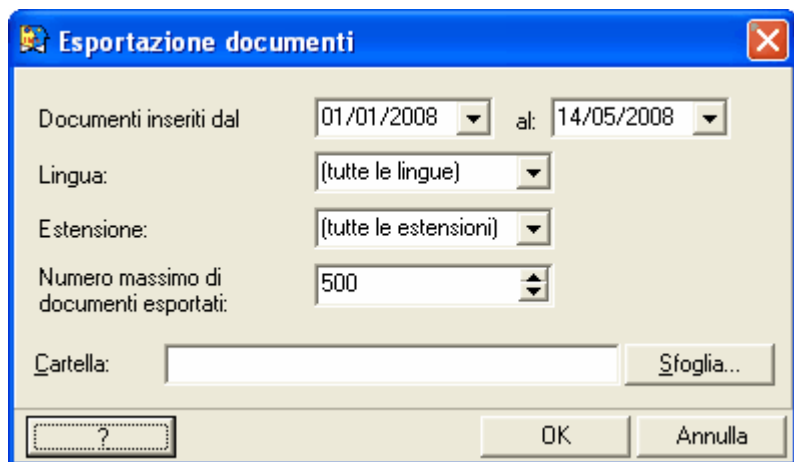 Esportazione documenti
Documenti inseriti dal 01/01/2008 al: 14/05/2008
Lingua: (tutte le lingue)
Estensione: (tutte le estensioni)
Numero massimo di
documenti esportati: 500
Cartella: Sfoglia...
? OK Annulla